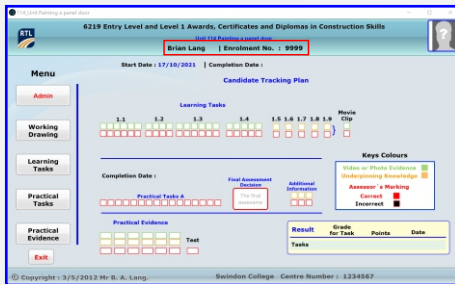 114_Unit Painting a panel door
6219 Entry Level and Level 1 Awards, Certificates and Diplomas in Construction Skills
RTL
Unit 114 Painting a panel door
Brian Lang | Enrolment No. : 9999
Start Date : 17/10/2021 | Completion Date :
Menu
Candidate Tracking Plan
Admin
Learning Tasks
Movie
Clip
1.1 1.2 1.3 1.4 1.5 1.6 1.7 1.8 1.9
}
Working
Drawing
Keys Colours
Learning
Tasks
Video or Photo Evidence
Underpinning Knowledge
Assessor's Marking
Correct
Incorrect
Completion Date :
Final Assessment
Decision
Additional
Information
Practical Tasks A
The final
Practical
Tasks
Practical Evidence
Test
Practical
Evidence
Result Grade for Task Points Date
Tasks
Exit
© Copyright : 3/5/2012 Mr B. A. Lang. Swindon College Centre Number : 1234567